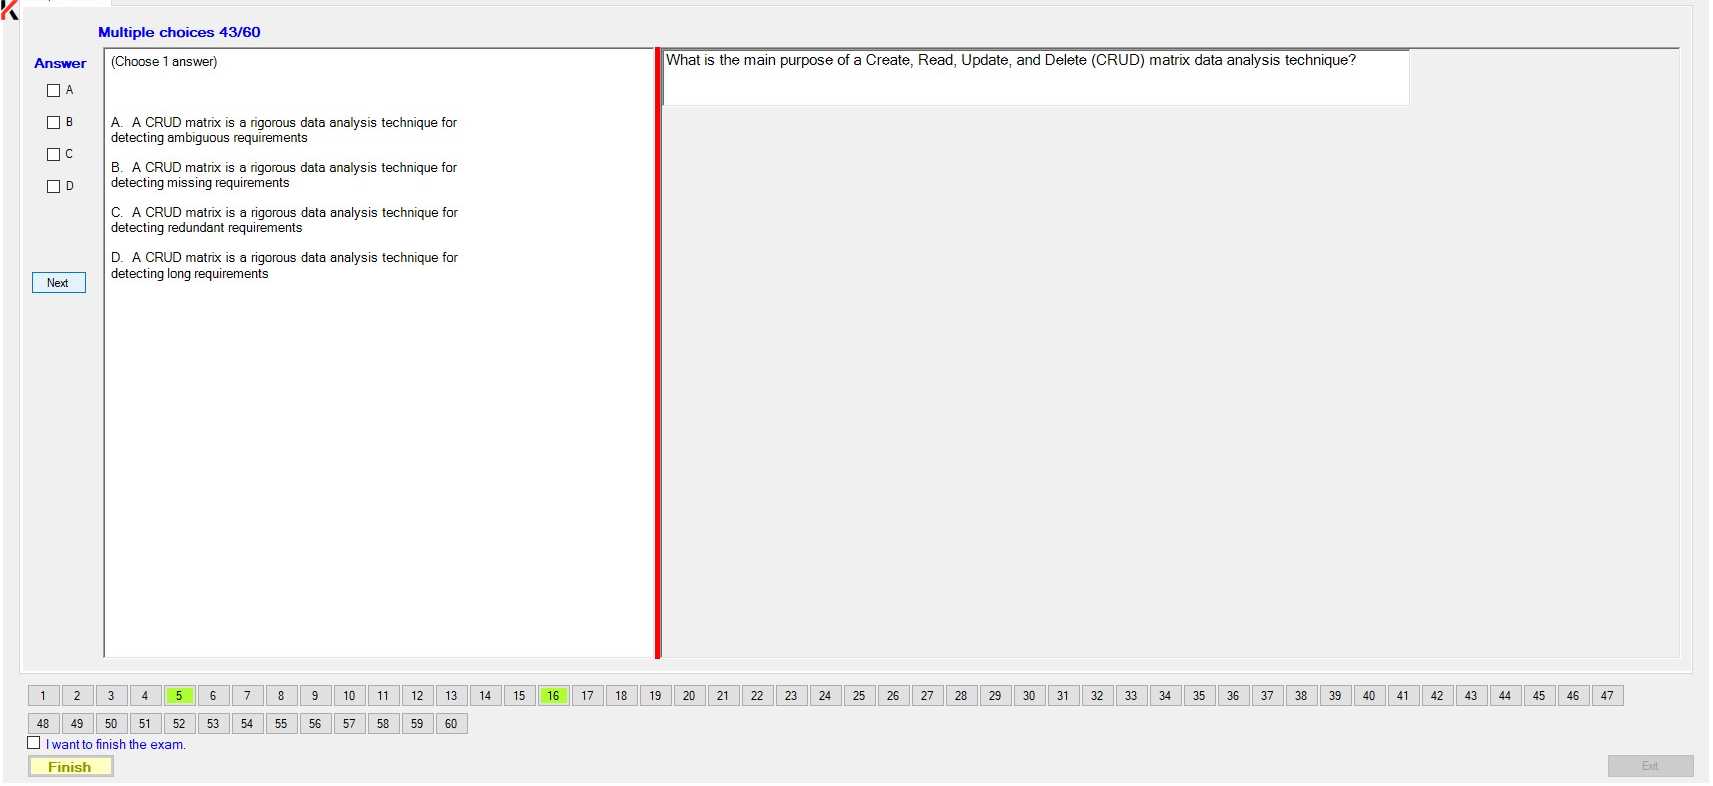 Multiple choices 43/60
Answer
A
B
C
D
Next
(Choose 1 answer)
A. A CRUD matrix is a rigorous data analysis technique for
detecting ambiguous requirements
B. A CRUD matrix is a rigorous data analysis technique for
detecting missing requirements
C. A CRUD matrix is a rigorous data analysis technique for
detecting redundant requirements
D. A CRUD matrix is a rigorous data analysis technique for
detecting long requirements
What is the main purpose of a Create, Read, Update, and Delete (CRUD) matrix data analysis technique?
1 2 3 4 5 6 7 8 9 10 11 12 13 14 15 16 17 18 19 20 21 22 23 24 25 26 27 28 29 30 31 32 33 34 35 36 37 38 39 40 41 42 43 44 45 46 47
48 49 50 51 52 53 54 55 56 57 58 59 60
I want to finish the exam.
Finish
Exit